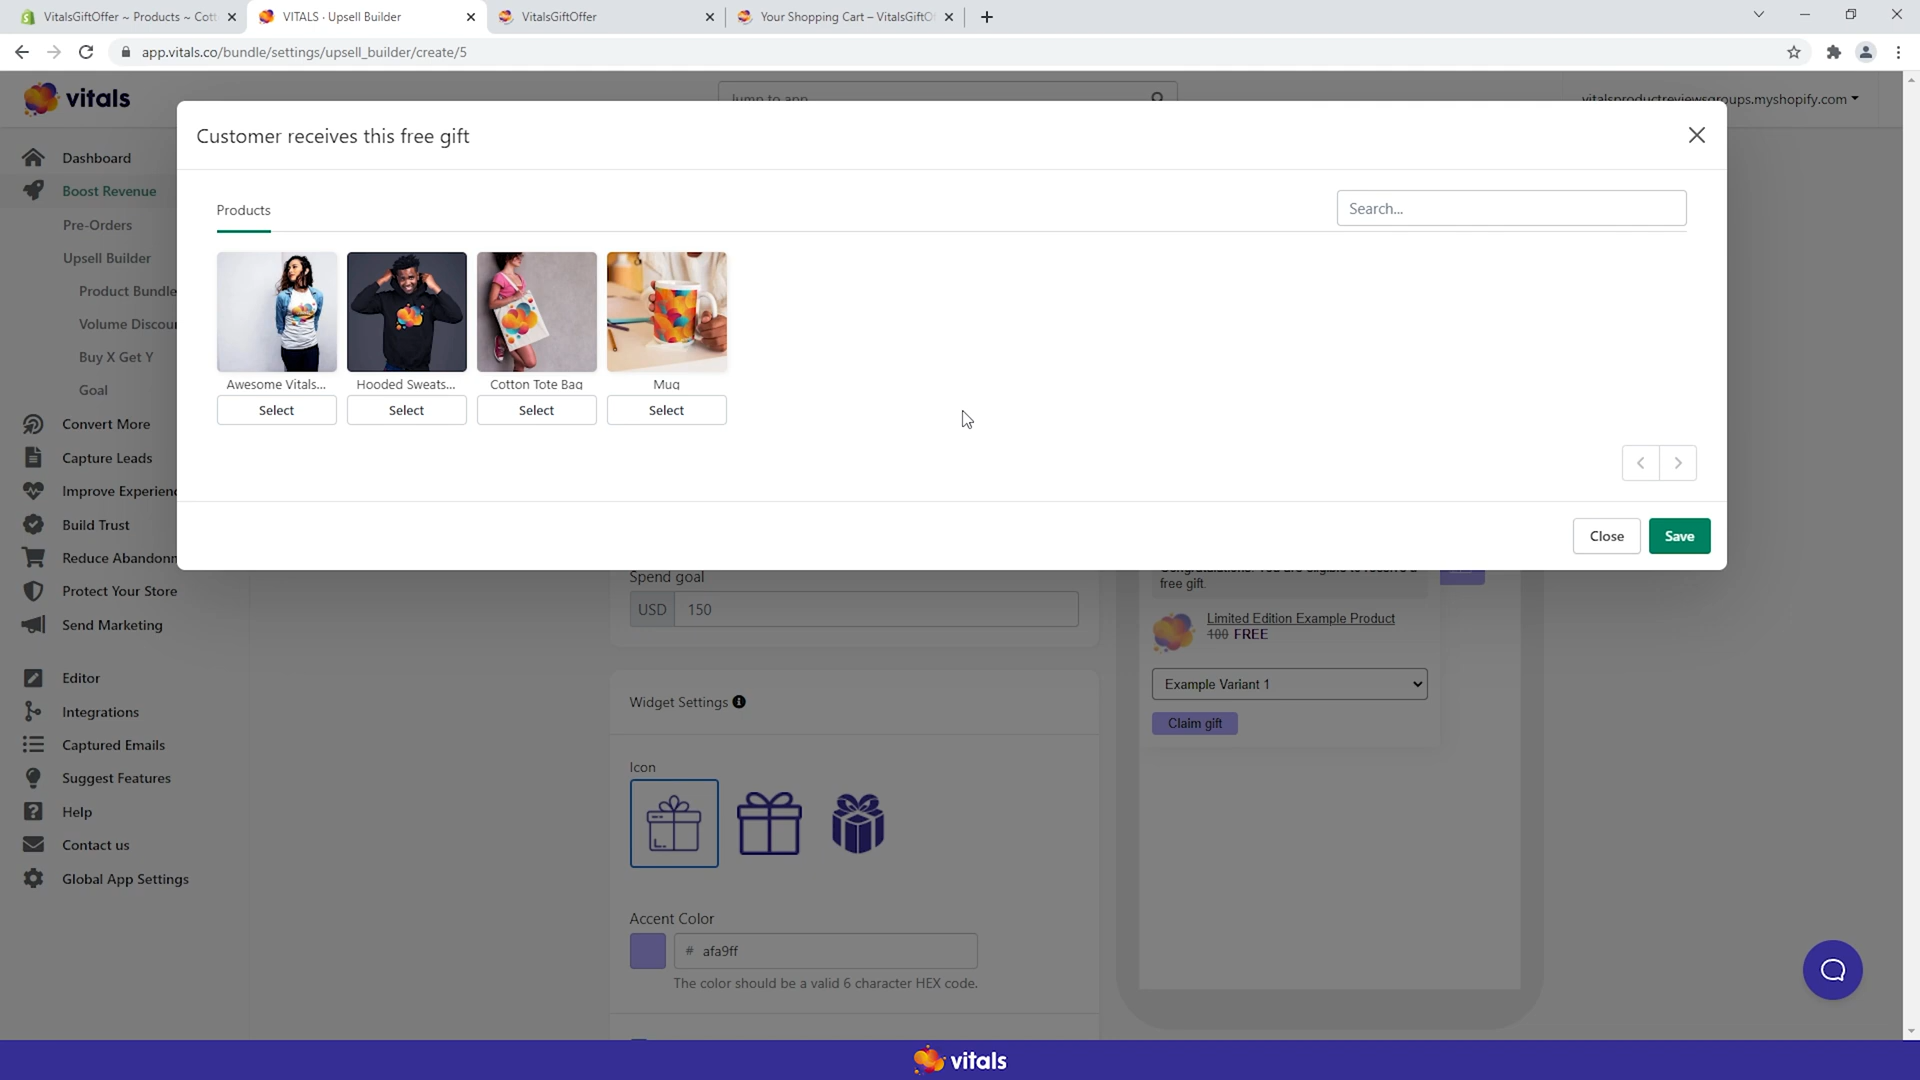 VitalsGiftOffer ~ Products ~ Cott
VITALS · Upsell Builder
VitalsGiftOffer
Your Shopping Cart – VitalsGiftO
app.vitals.co/bundle/settings/upsell_builder/create/5
vitals
Jump to app
vitalsproductreviewsgroups.myshopify.com
Customer receives this free gift
Dashboard
Boost Revenue
Pre-Orders
Upsell Builder
Product Bundle
Volume Discou
Buy X Get Y
Goal
Convert More
Capture Leads
Improve Experienc
Build Trust
Reduce Abandonn
Protect Your Store
Send Marketing
Editor
Integrations
Captured Emails
Suggest Features
Help
Contact us
Global App Settings
Products
Search...
Awesome Vitals...
Hooded Sweats...
Cotton Tote Bag
Mug
Select
Select
Select
Select
Close
Save
Spend goal
USD 150
Widget Settings
Icon
Accent Color
# afa9ff
The color should be a valid 6 character HEX code.
free gift.
Limited Edition Example Product
100 FREE
Example Variant 1
Claim gift
vitals